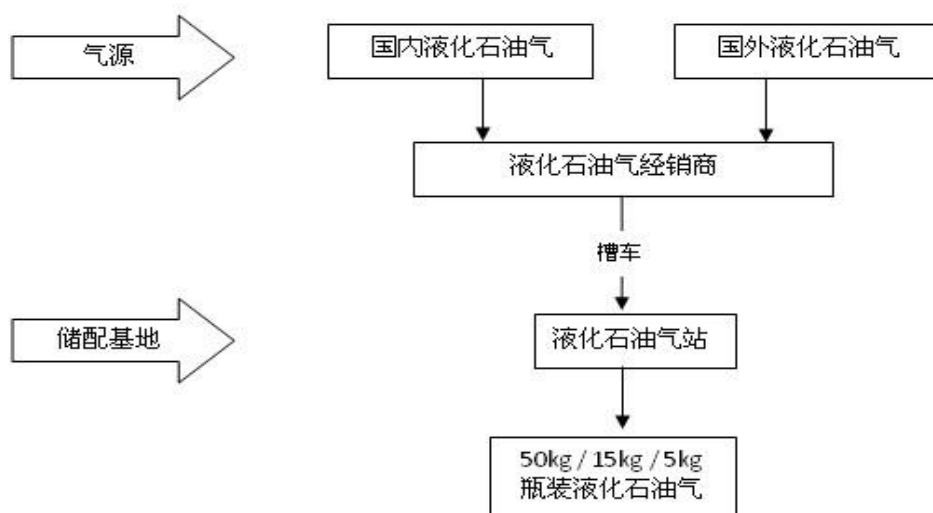 气源
国内液化石油气
国外液化石油气
液化石油气经销商
槽车
储配基地
液化石油气站
50kg / 15kg / 5kg
瓶装液化石油气